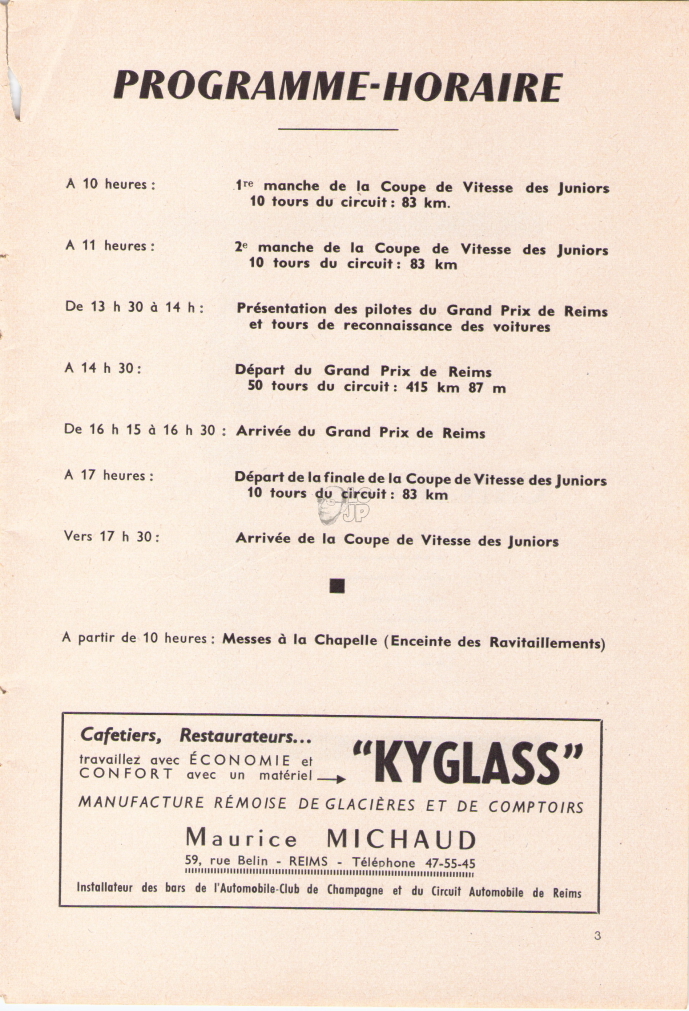 PROGRAMME-HORAIRE
A 10 heures : 1re manche de la Coupe de Vitesse des Juniors
10 tours du circuit : 83 km.
A 11 heures : 2e manche de la Coupe de Vitesse des Juniors
10 tours du circuit : 83 km
De 13 h 30 à 14 h : Présentation des pilotes du Grand Prix de Reims
et tours de reconnaissance des voitures
A 14 h 30 : Départ du Grand Prix de Reims
50 tours du circuit : 415 km 87 m
De 16 h 15 à 16 h 30 : Arrivée du Grand Prix de Reims
A 17 heures : Départ de la finale de la Coupe de Vitesse des Juniors
10 tours du circuit : 83 km
Vers 17 h 30 : Arrivée de la Coupe de Vitesse des Juniors
A partir de 10 heures : Messes à la Chapelle (Enceinte des Ravitaillements)
Cafetiers, Restaurateurs...
travaillez avec ÉCONOMIE et
CONFORT avec un matériel
“KYGLASS”
MANUFACTURE RÉMOISE DE GLACIÈRES ET DE COMPTOIRS
Maurice MICHAUD
59, rue Belin - REIMS - Téléphone 47-55-45
Installateur des bars de l'Automobile-Club de Champagne et du Circuit Automobile de Reims
3